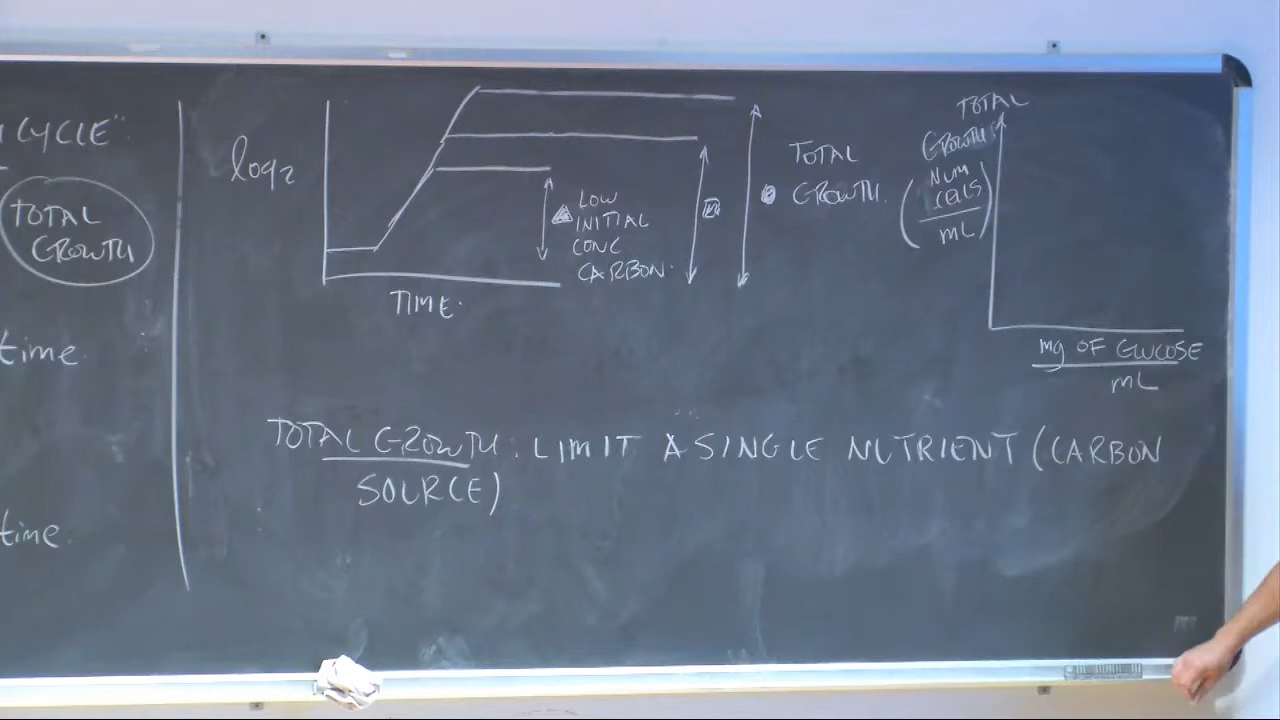 CYCLE"
TOTAL
GROWTH
time
time.
log₂
TIME.
LOW
INITIAL
CONC
CARBON.
TOTAL
GROWTH.
TOTAL
GROWTH
(NUM
CELLS
mL)
mg OF GLUCOSE
mL
TOTAL GROWTH: LIMIT A SINGLE NUTRIENT (CARBON
SOURCE)